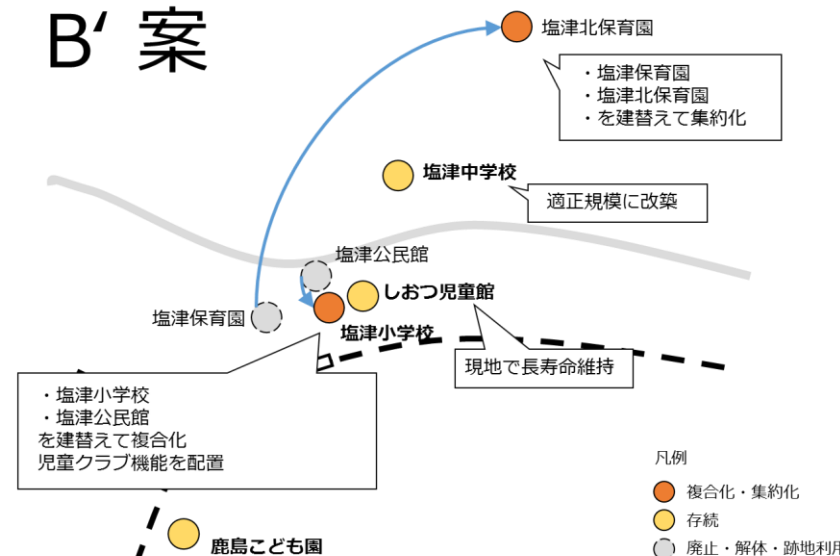 B‘ 案
塩津北保育園
・塩津保育園
・塩津北保育園
・を建替えて集約化
塩津中学校
適正規模に改築
塩津公民館
しおつ児童館
塩津保育園
塩津小学校
現地で長寿命維持
・塩津小学校
・塩津公民館
を建替えて複合化
児童クラブ機能を配置
凡例
複合化・集約化
存続
廃止・解体・跡地利用
鹿島こども園